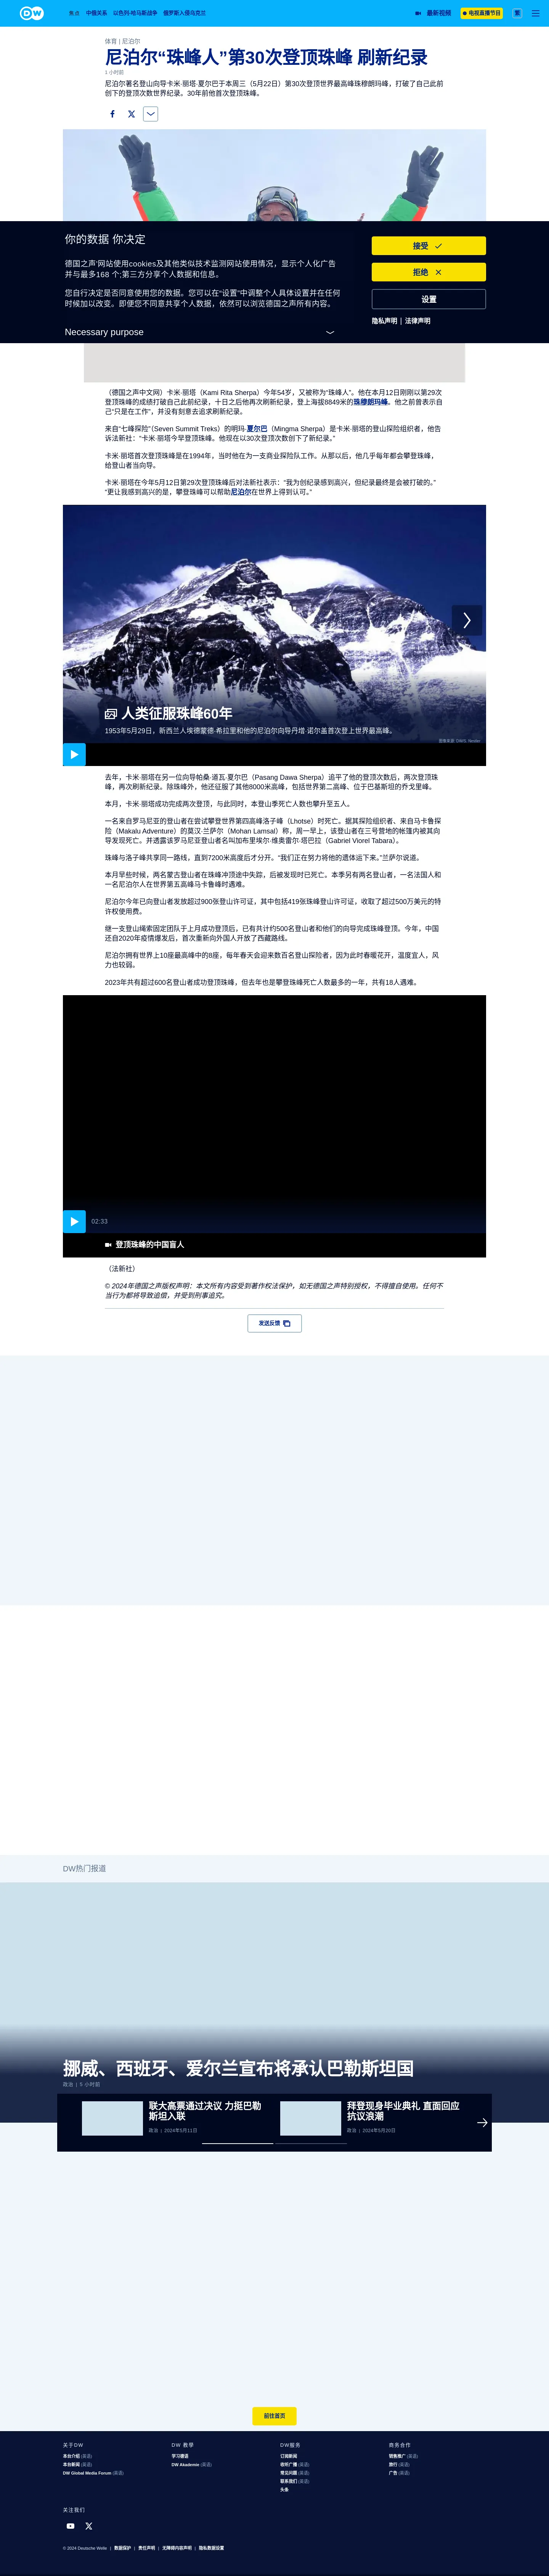 DW
焦点 中俄关系 以色列-哈马斯战争 俄罗斯入侵乌克兰 最新视频 电视直播节目 繁
体育 | 尼泊尔
尼泊尔“珠峰人”第30次登顶珠峰 刷新纪录
1 小时前
尼泊尔著名登山向导卡米·丽塔·夏尔巴于本周三（5月22日）第30次登顶世界最高峰珠穆朗玛峰，打破了自己此前
创下的登顶次数世界纪录。30年前他首次登顶珠峰。
你的数据 你决定
德国之声'网站使用cookies及其他类似技术监测网站使用情况，显示个人化广告
并与最多168 个;第三方分享个人数据和信息。
您自行决定是否同意使用您的数据。您可以在“设置”中调整个人具体设置并在任何
时候加以改变。即便您不同意共享个人数据，依然可以浏览德国之声所有内容。
Necessary purpose
接受
拒绝
设置
隐私声明 | 法律声明
（德国之声中文网）卡米·丽塔（Kami Rita Sherpa）今年54岁，又被称为“珠峰人”。他在本月12日刚刚以第29次
登顶珠峰的成绩打破自己此前纪录，十日之后他再次刷新纪录，登上海拔8849米的珠穆朗玛峰。他之前曾表示自
己“只是在工作”，并没有刻意去追求刷新纪录。
来自“七峰探险”（Seven Summit Treks）的明玛·夏尔巴（Mingma Sherpa）是卡米·丽塔的登山探险组织者，他告
诉法新社：“卡米·丽塔今早登顶珠峰。他现在以30次登顶次数创下了新纪录。”
卡米·丽塔首次登顶珠峰是在1994年，当时他在为一支商业探险队工作。从那以后，他几乎每年都会攀登珠峰，
给登山者当向导。
卡米·丽塔在今年5月12日第29次登顶珠峰后对法新社表示：“我为创纪录感到高兴，但纪录最终是会被打破的。”
“更让我感到高兴的是，攀登珠峰可以帮助尼泊尔在世界上得到认可。”
人类征服珠峰60年
1953年5月29日，新西兰人埃德蒙德·希拉里和他的尼泊尔向导丹增·诺尔盖首次登上世界最高峰。
去年，卡米·丽塔在另一位向导帕桑·道瓦·夏尔巴（Pasang Dawa Sherpa）追平了他的登顶次数后，两次登顶珠
峰，再次刷新纪录。除珠峰外，他还征服了其他8000米高峰，包括世界第二高峰、位于巴基斯坦的乔戈里峰。
本月，卡米·丽塔成功完成两次登顶，与此同时，本登山季死亡人数也攀升至五人。
一名来自罗马尼亚的登山者在尝试攀登世界第四高峰洛子峰（Lhotse）时死亡。据其探险组织者、来自马卡鲁探
险（Makalu Adventure）的莫汉·兰萨尔（Mohan Lamsal）称，周一早上，该登山者在三号营地的帐篷内被其向
导发现死亡。并透露该罗马尼亚登山者名叫加布里埃尔·维奥雷尔·塔巴拉（Gabriel Viorel Tabara）。
珠峰与洛子峰共享同一路线，直到7200米高度后才分开。“我们正在努力将他的遗体运下来。”兰萨尔说道。
本月早些时候，两名蒙古登山者在珠峰冲顶途中失踪，后被发现时已死亡。本季另有两名登山者，一名法国人和
一名尼泊尔人在世界第五高峰马卡鲁峰时遇难。
尼泊尔今年已向登山者发放超过900张登山许可证，其中包括419张珠峰登山许可证，收取了超过500万美元的特
许权使用费。
继一支登山绳索固定团队于上月成功登顶后，已有共计约500名登山者和他们的向导完成珠峰登顶。今年，中国
还自2020年疫情爆发后，首次重新向外国人开放了西藏路线。
尼泊尔拥有世界上10座最高峰中的8座，每年春天会迎来数百名登山探险者，因为此时春暖花开，温度宜人，风
力也较弱。
2023年共有超过600名登山者成功登顶珠峰，但去年也是攀登珠峰死亡人数最多的一年，共有18人遇难。
02:33
登顶珠峰的中国盲人
（法新社）
© 2024年德国之声版权声明：本文所有内容受到著作权法保护，如无德国之声特别授权，不得擅自使用。任何不
当行为都将导致追偿，并受到刑事追究。
发送反馈
DW热门报道
挪威、西班牙、爱尔兰宣布将承认巴勒斯坦国
政治 | 5 小时前
联大高票通过决议 力挺巴勒
斯坦入联
政治 | 2024年5月11日
拜登现身毕业典礼 直面回应
抗议浪潮
政治 | 2024年5月20日
前往首页
关于DW
本台介绍 (英语)
本台新闻 (英语)
DW Global Media Forum (英语)
DW 教学
学习德语
DW Akademie (英语)
DW服务
订阅新闻
收听广播 (英语)
常见问题 (英语)
联系我们 (英语)
头条
商务合作
销售推广 (英语)
旅行 (英语)
广告 (英语)
关注我们
© 2024 Deutsche Welle | 数据保护 | 责任声明 | 无障碍内容声明 | 隐私数据设置